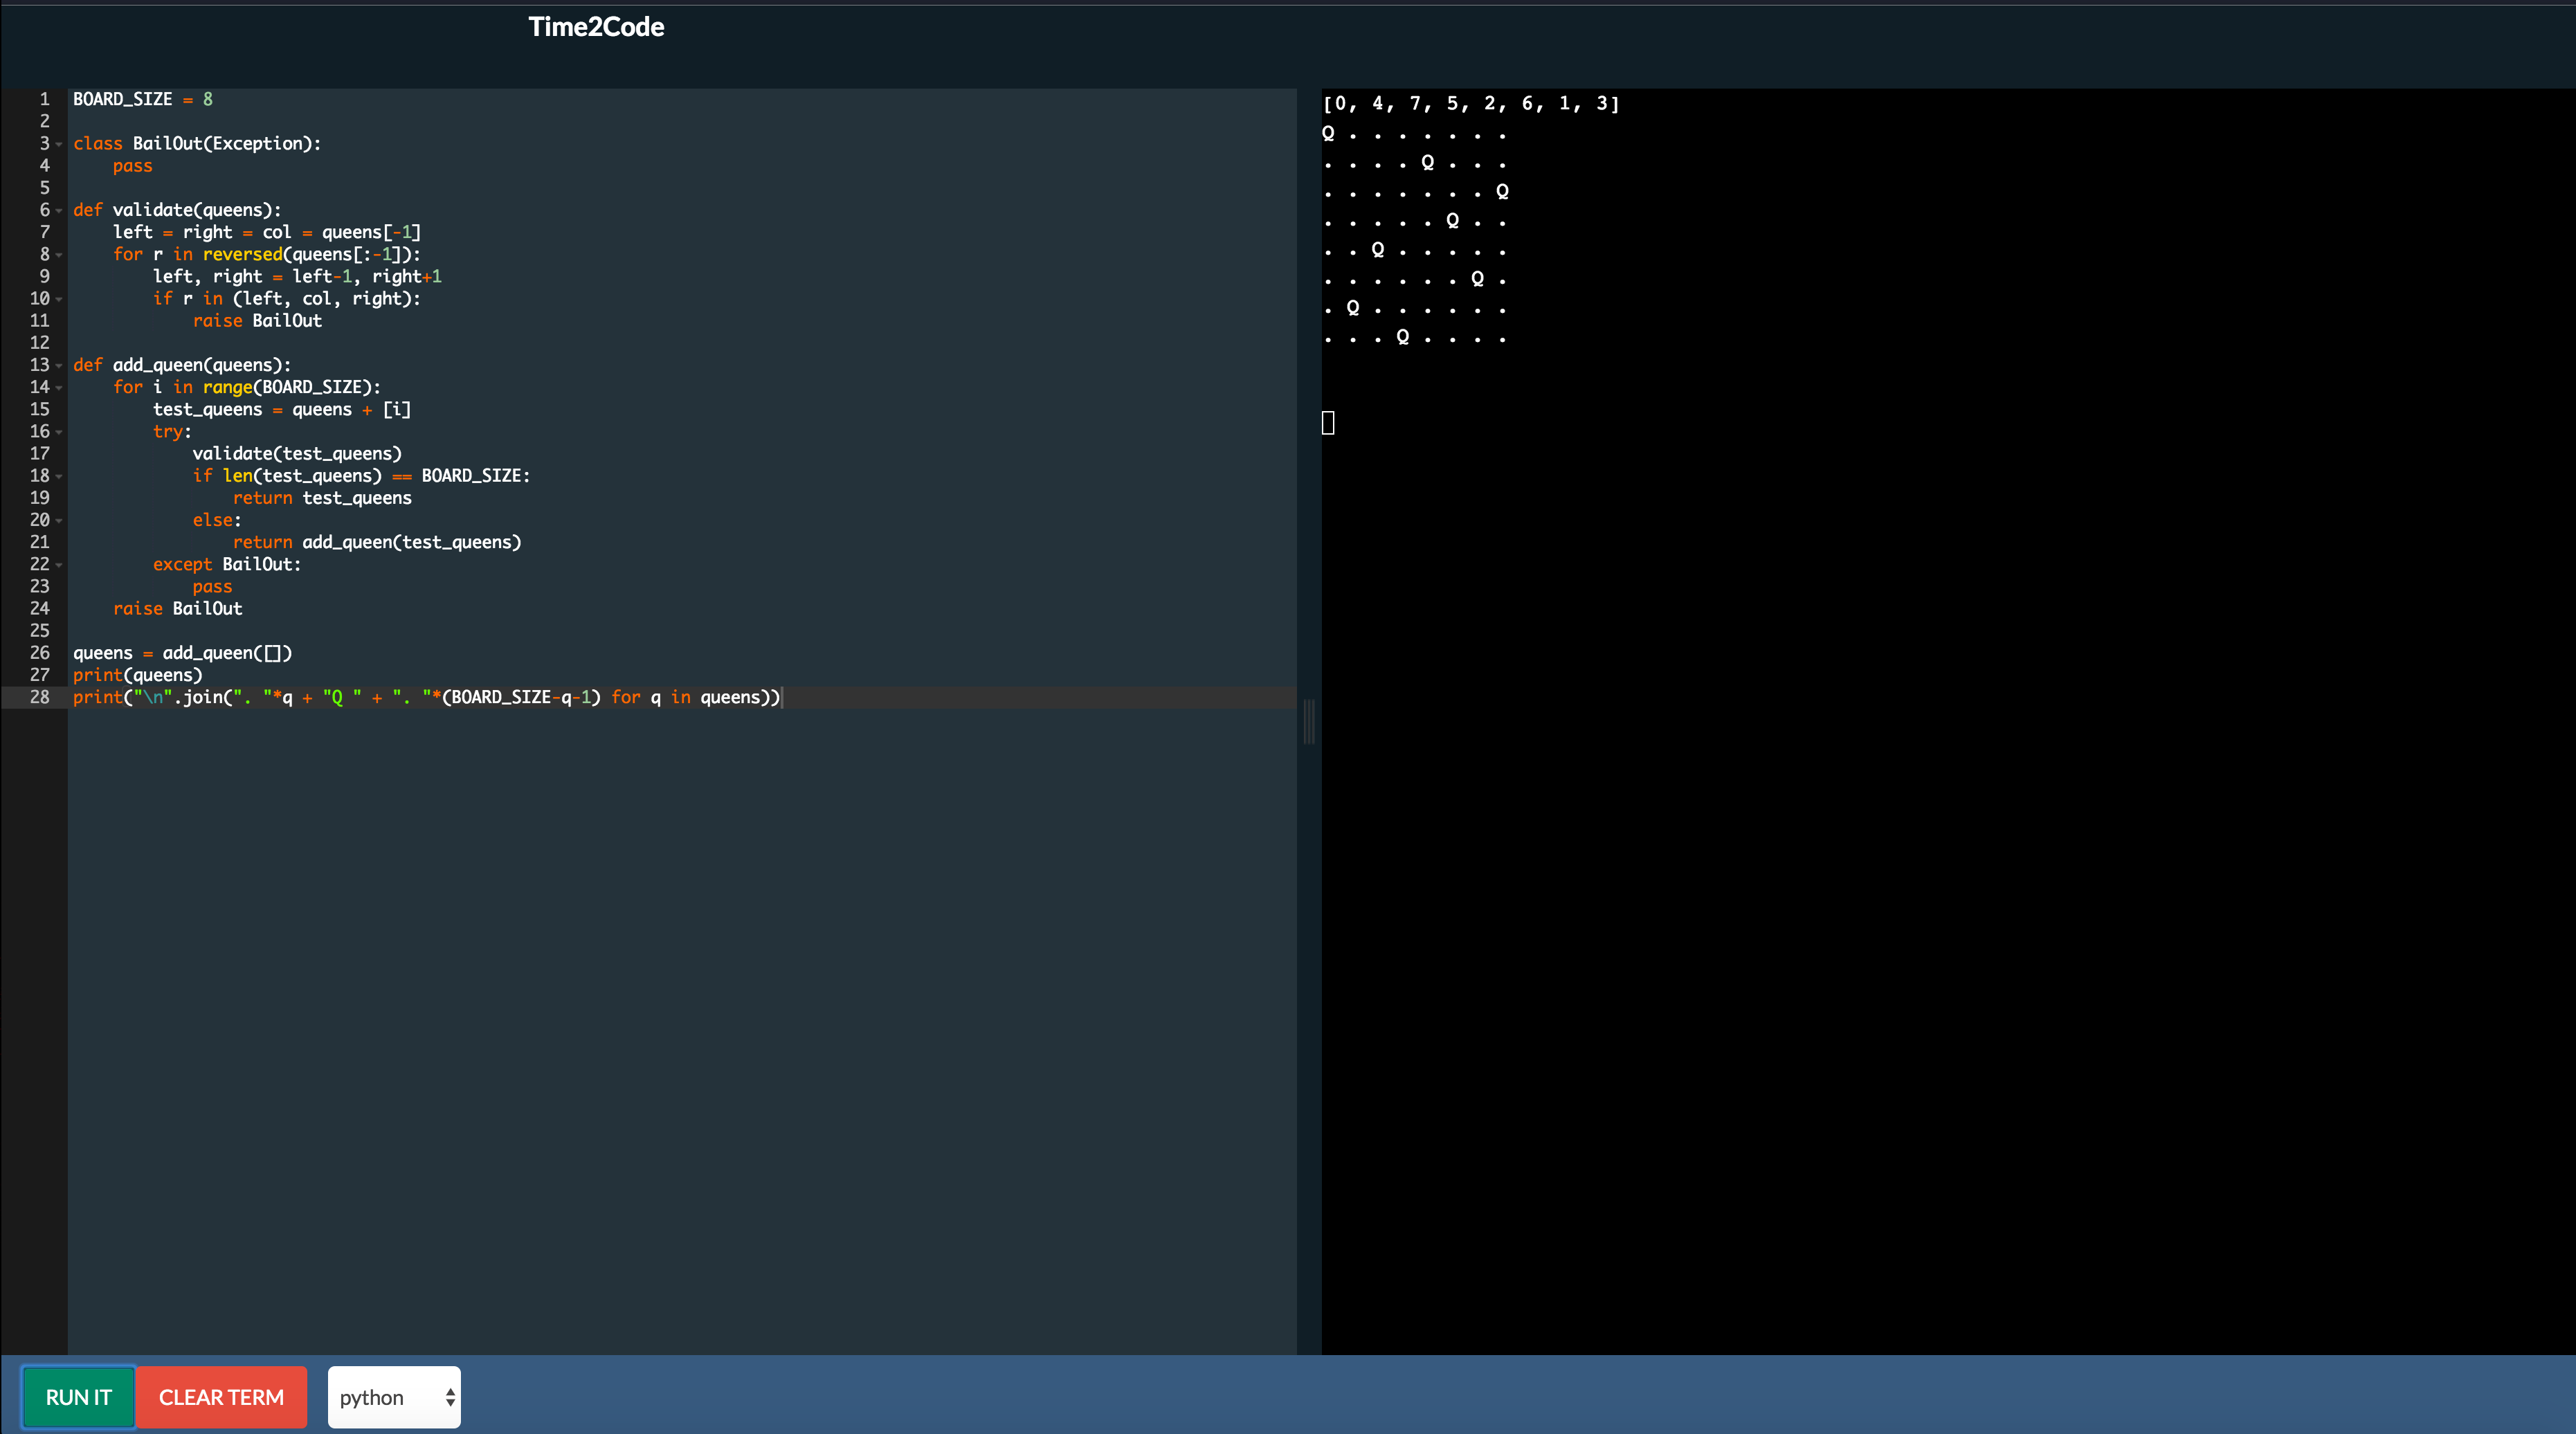 Time2Code
1 BOARD_SIZE = 8
2
3 class BailOut(Exception):
4     pass
5
6 def validate(queens):
7     left = right = col = queens[-1]
8     for r in reversed(queens[:-1]):
9         left, right = left-1, right+1
10         if r in (left, col, right):
11             raise BailOut
12
13 def add_queen(queens):
14     for i in range(BOARD_SIZE):
15         test_queens = queens + [i]
16         try:
17             validate(test_queens)
18             if len(test_queens) == BOARD_SIZE:
19                 return test_queens
20             else:
21                 return add_queen(test_queens)
22         except BailOut:
23             pass
24     raise BailOut
25
26 queens = add_queen([])
27 print(queens)
28 print("\n".join(". "*q + "Q " + ". "*(BOARD_SIZE-q-1) for q in queens))
[0, 4, 7, 5, 2, 6, 1, 3]
Q . . . . . . .
. . . . Q . . .
. . . . . . . Q
. . . . . Q . .
. . Q . . . . .
. . . . . . Q .
. Q . . . . . .
. . . Q . . . .
RUN IT CLEAR TERM python